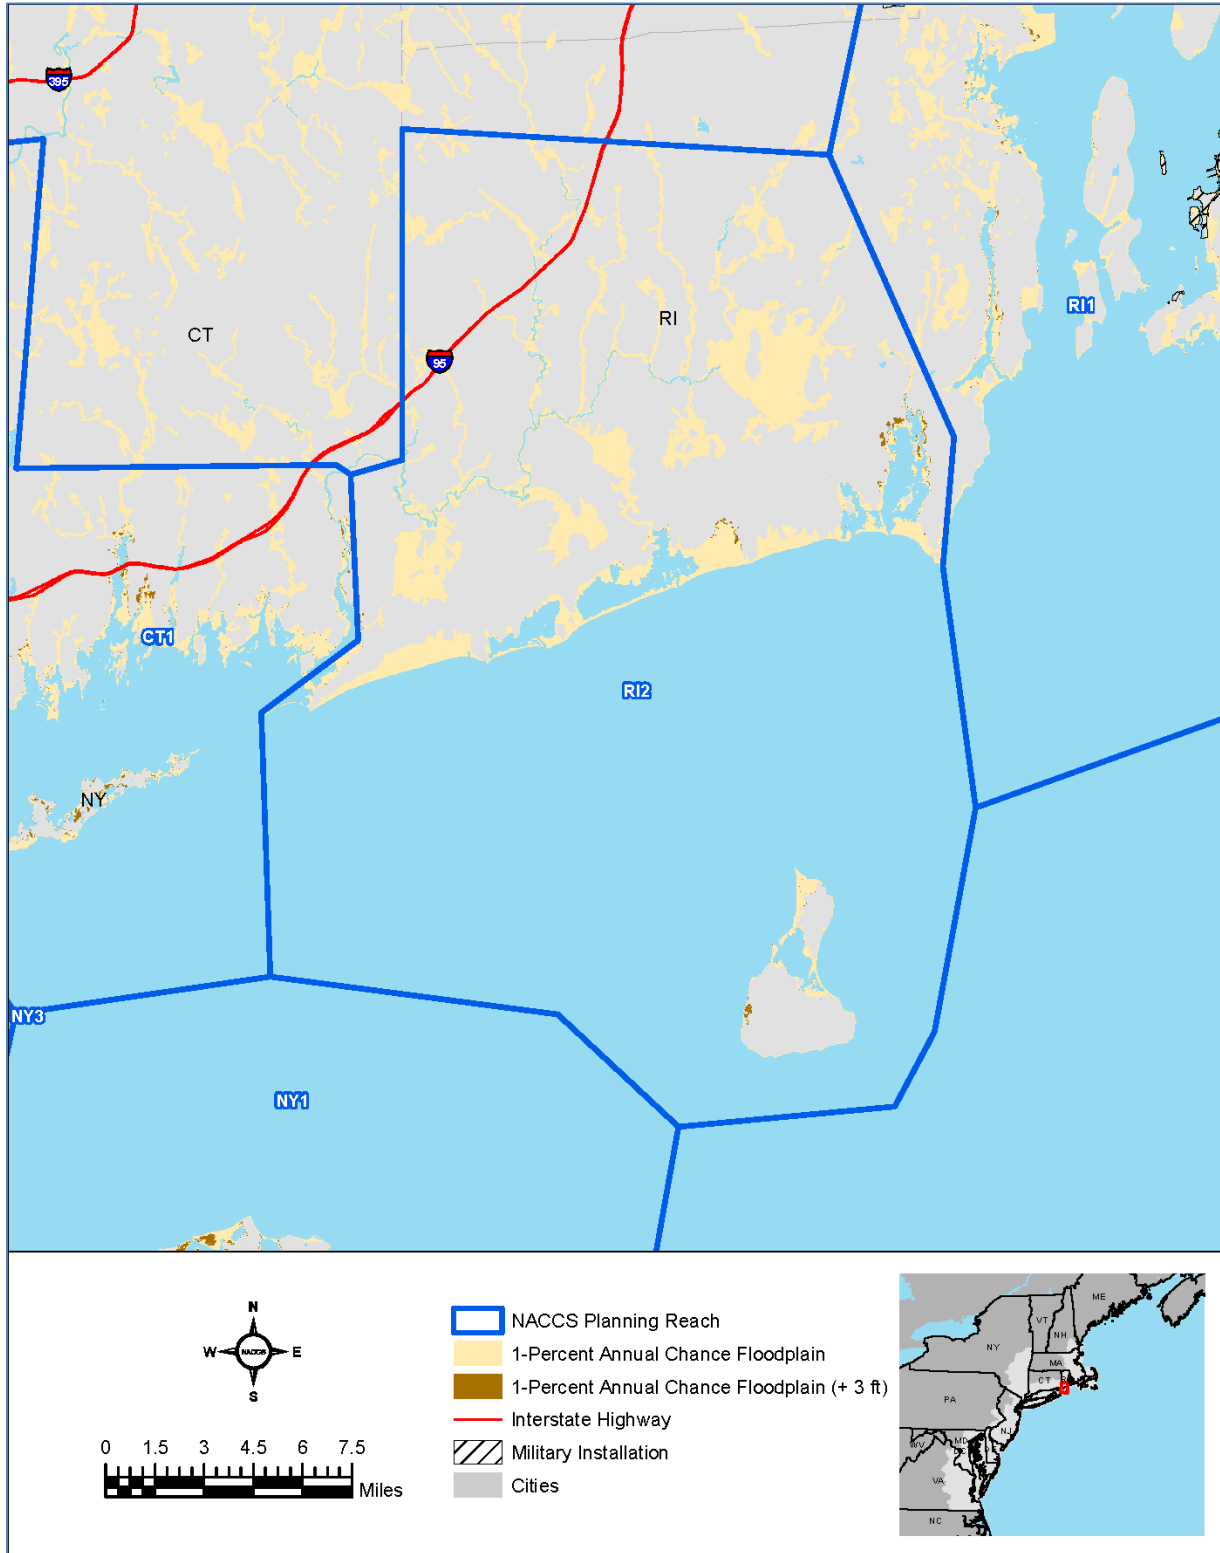 395
CT
RI
RI1
95
CT1
RI2
NY
NY3
NY1
N
W NACCS E
S
0 1.5 3 4.5 6 7.5
Miles
NACCS Planning Reach
1-Percent Annual Chance Floodplain
1-Percent Annual Chance Floodplain (+ 3 ft)
Interstate Highway
Military Installation
Cities
ME
VT
NH
NY
MA
CT
PA
NJ
MD
WV
VA
NC